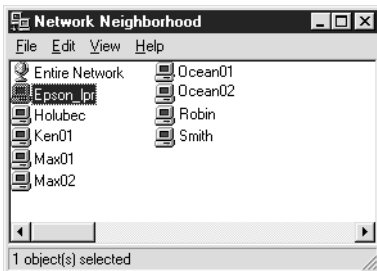 Network Neighborhood
File Edit View Help
Entire Network
Epson_lpr
Holubec
Ken01
Max01
Max02
Ocean01
Ocean02
Robin
Smith
1 object(s) selected